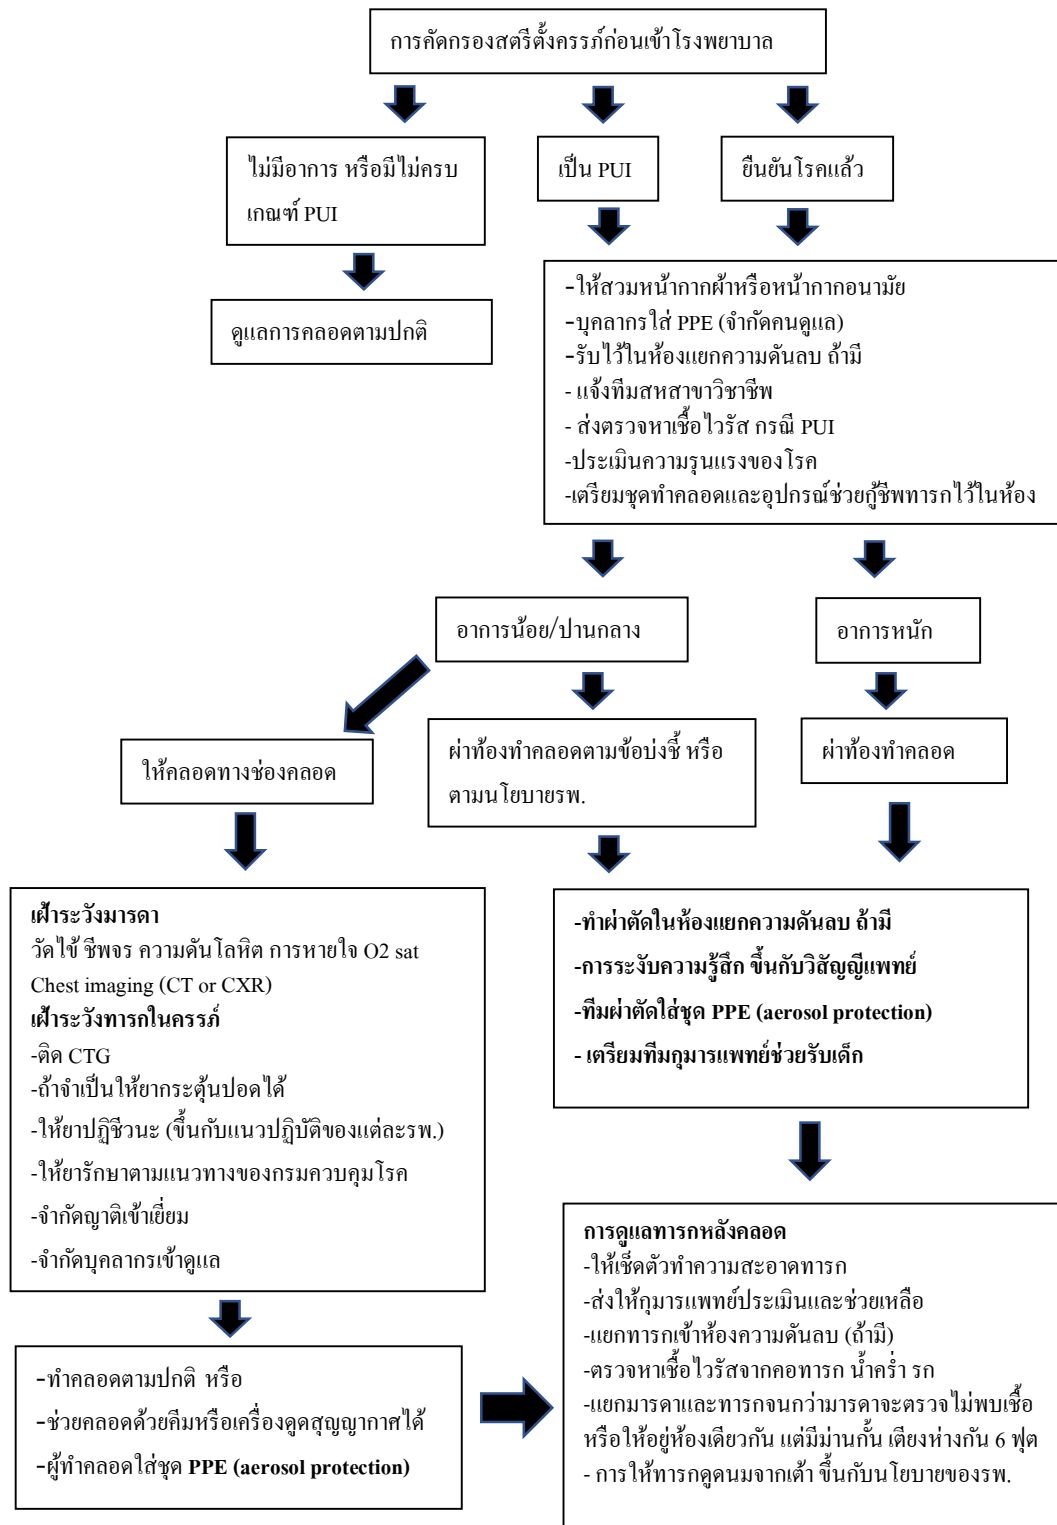 การคัดกรองสตรีตั้งครรภ์ก่อนเข้าโรงพยาบาล
ไม่มีอาการ หรือมีไม่ครบ
เกณฑ์ PUI
เป็น PUI
ยืนยันโรคแล้ว
ดูแลการคลอดตามปกติ
-ให้สวมหน้ากากผ้าหรือหน้ากากอนามัย
-บุคลากรใส่ PPE (จำกัดคนดูแล)
-รับไว้ในห้องแยกความดันลบ ถ้ามี
- แจ้งทีมสหสาขาวิชาชีพ
- ส่งตรวจหาเชื้อไวรัส กรณี PUI
-ประเมินความรุนแรงของโรค
-เตรียมชุดทำคลอดและอุปกรณ์ช่วยกู้ชีพทารกไว้ในห้อง
อาการน้อย/ปานกลาง
อาการหนัก
ให้คลอดทางช่องคลอด
ผ่าท้องทำคลอดตามข้อบ่งชี้ หรือ
ตามนโยบายรพ.
ผ่าท้องทำคลอด
เฝ้าระวังมารดา
วัดไข้ ชีพจร ความดันโลหิต การหายใจ O2 sat
Chest imaging (CT or CXR)
เฝ้าระวังทารกในครรภ์
-ติด CTG
-ถ้าจำเป็นให้ยากระตุ้นปอดได้
-ให้ยาปฏิชีวนะ (ขึ้นกับแนวปฏิบัติของแต่ละรพ.)
-ให้ยารักษาตามแนวทางของกรมควบคุมโรค
-จำกัดญาติเข้าเยี่ยม
-จำกัดบุคลากรเข้าดูแล
-ทำผ่าตัดในห้องแยกความดันลบ ถ้ามี
-การระงับความรู้สึก ขึ้นกับวิสัญญีแพทย์
-ทีมผ่าตัดใส่ชุด PPE (aerosol protection)
- เตรียมทีมกุมารแพทย์ช่วยรับเด็ก
-ทำคลอดตามปกติ หรือ
-ช่วยคลอดด้วยคีมหรือเครื่องดูดสุญญากาศได้
-ผู้ทำคลอดใส่ชุด PPE (aerosol protection)
การดูแลทารกหลังคลอด
-ให้เช็ดตัวทำความสะอาดทารก
-ส่งให้กุมารแพทย์ประเมินและช่วยเหลือ
-แยกทารกเข้าห้องความดันลบ (ถ้ามี)
-ตรวจหาเชื้อไวรัสจากคอทารก น้ำคร่ำ รก
-แยกมารดาและทารกจนกว่ามารดาจะตรวจไม่พบเชื้อ
หรือให้อยู่ห้องเดียวกัน แต่มีม่านกั้น เตียงห่างกัน 6 ฟุต
- การให้ทารกดูดนมจากเต้า ขึ้นกับนโยบายของรพ.